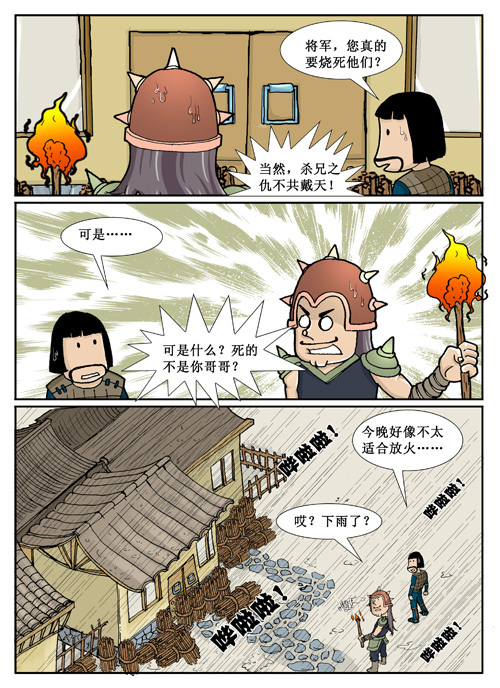 将军，您真的
要烧死他们？
当然，杀兄之
仇不共戴天！
可是……
可是什么？死的
不是你哥哥？
今晚好像不太
适合放火……
哎？下雨了？
哗啦啦！
哗啦啦！
哗啦啦！
哗啦啦！